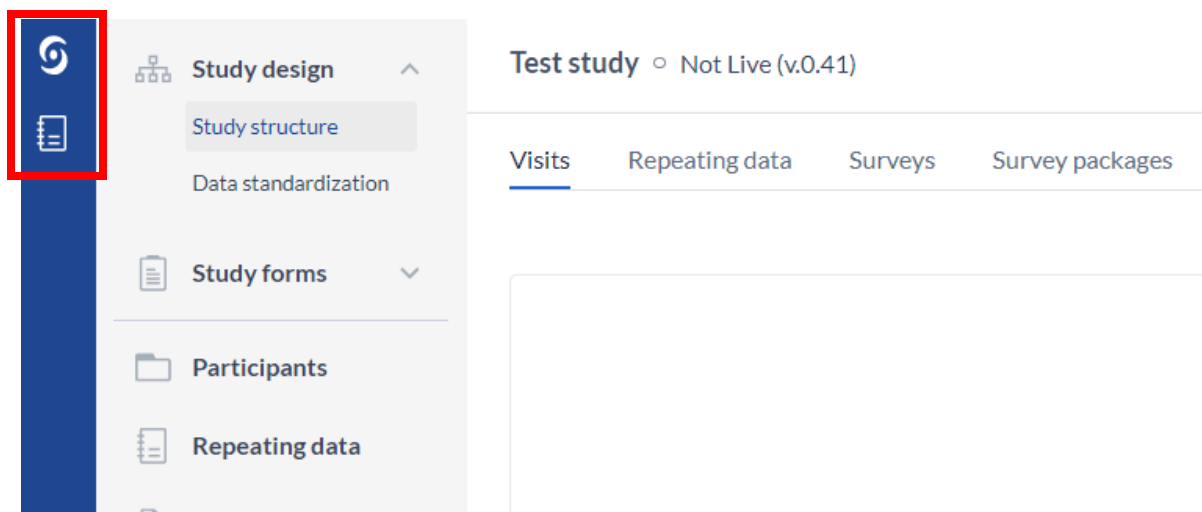 Study design
Study structure
Data standardization
Study forms
Participants
Repeating data
Test study Not Live (v.0.41)
Visits Repeating data Surveys Survey packages